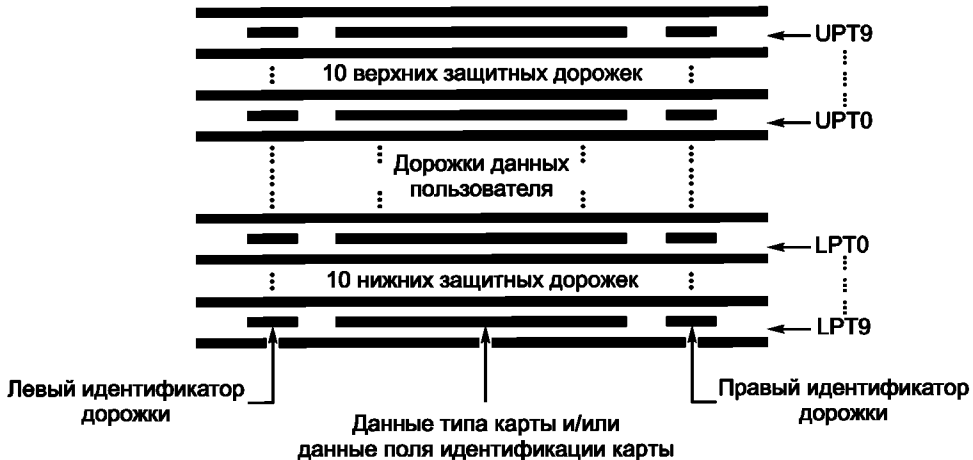 UPT9
10 верхних защитных дорожек
UPT0
Дорожки данных
пользователя
LPT0
10 нижних защитных дорожек
LPT9
Левый идентификатор
дорожки
Данные типа карты и/или
данные поля идентификации карты
Правый идентификатор
дорожки